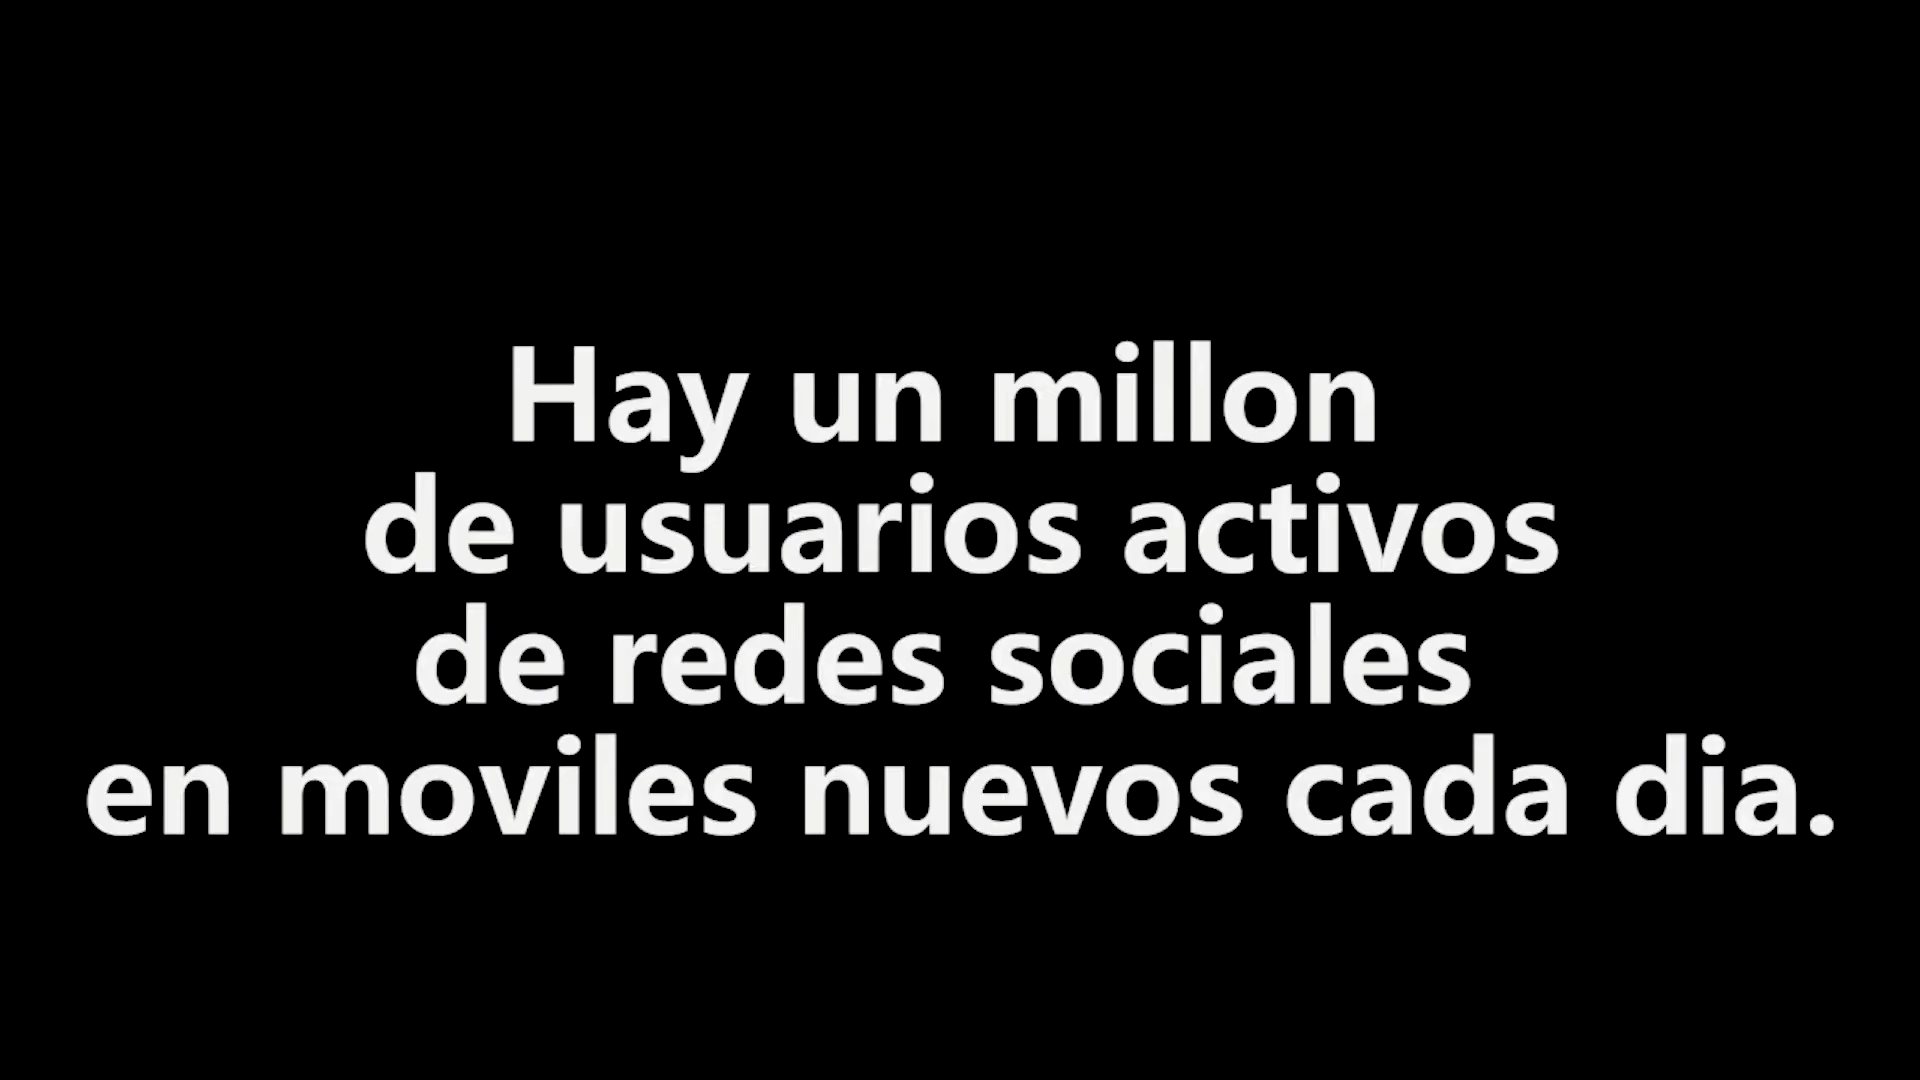 Hay un millon
de usuarios activos
de redes sociales
en moviles nuevos cada dia.